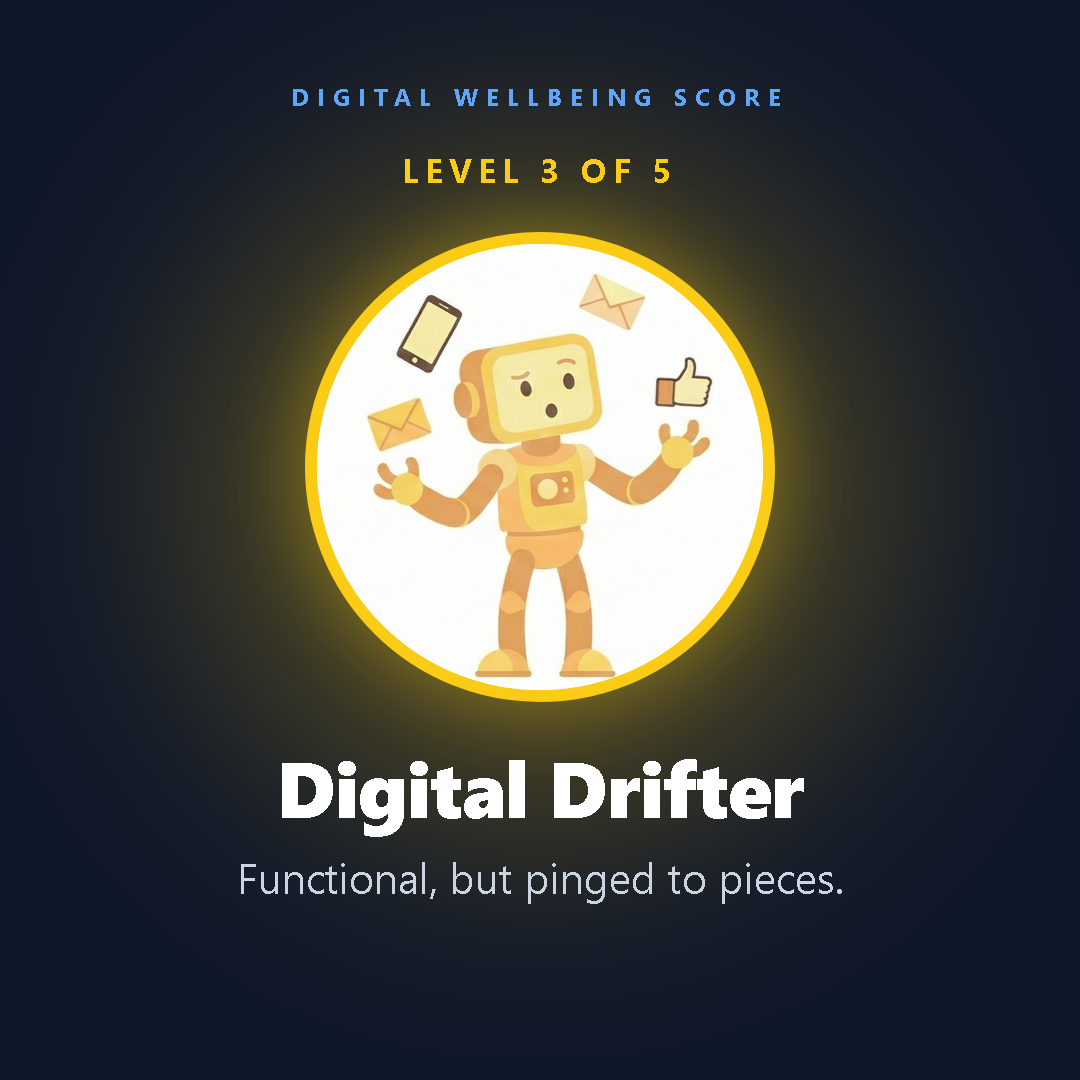 DIGITAL WELLBEING SCORE
LEVEL 3 OF 5
Digital Drifter
Functional, but pinged to pieces.